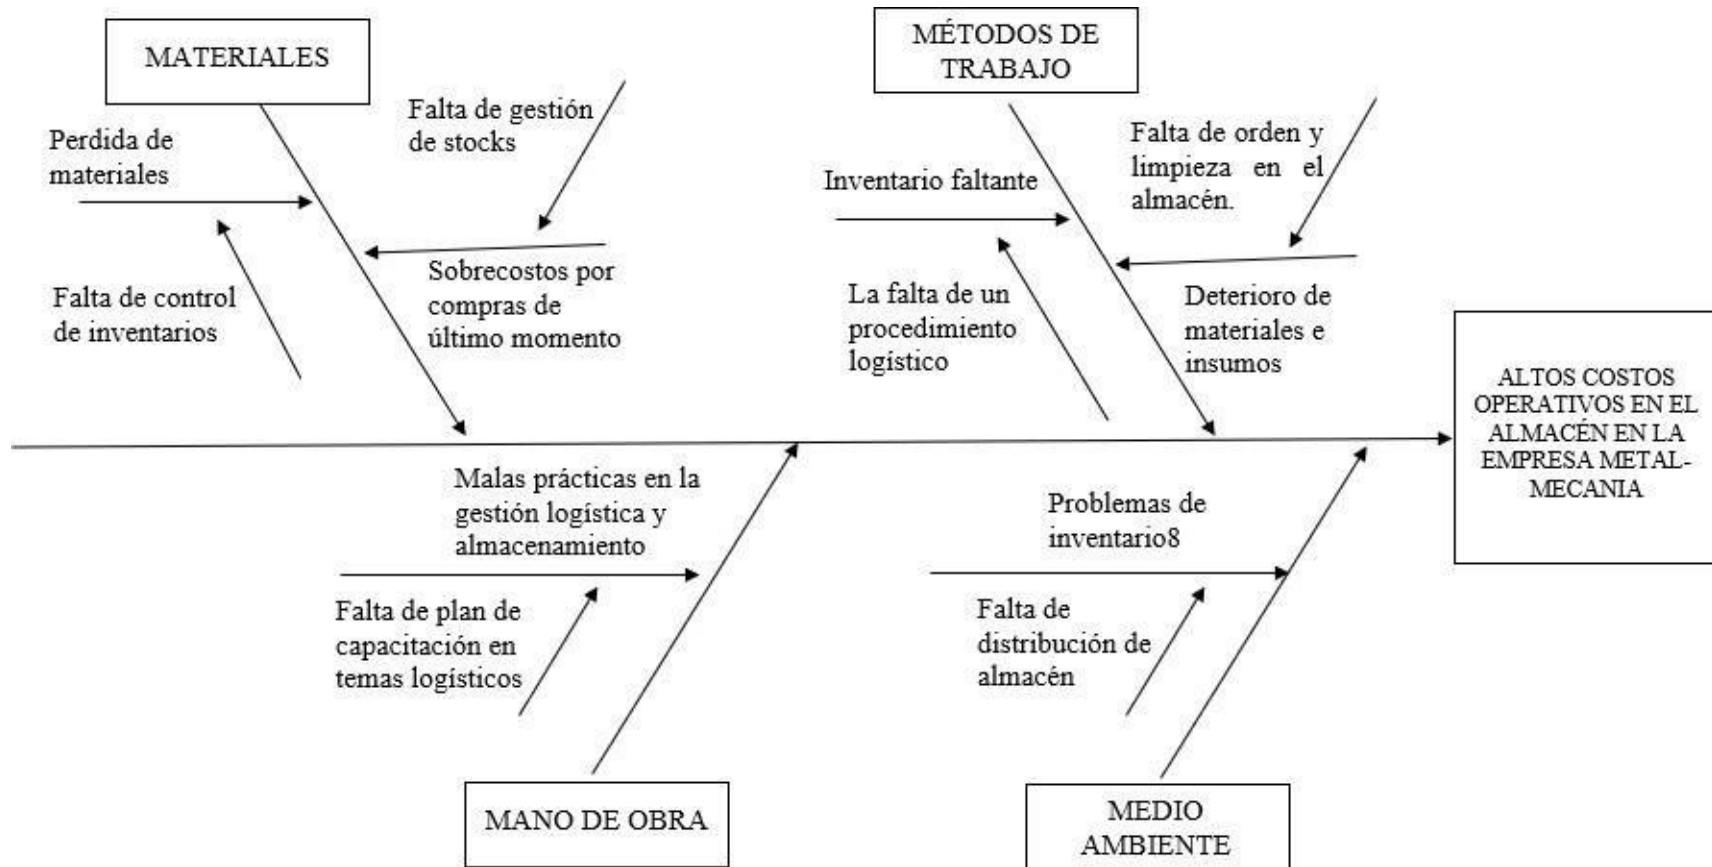 MATERIALES
MÉTODOS DE
TRABAJO
Perdida de
materiales
Falta de gestión
de stocks
Falta de control
de inventarios
Sobrecostos por
compras de
último momento
Inventario faltante
Falta de orden y
limpieza en el
almacén.
La falta de un
procedimiento
logístico
Deterioro de
materiales e
insumos
ALTOS COSTOS
OPERATIVOS EN EL
ALMACÉN EN LA
EMPRESA METAL-
MECANIA
Malas prácticas en la
gestión logística y
almacenamiento
Falta de plan de
capacitación en
temas logísticos
Problemas de
inventario8
Falta de
distribución de
almacén
MANO DE OBRA
MEDIO
AMBIENTE